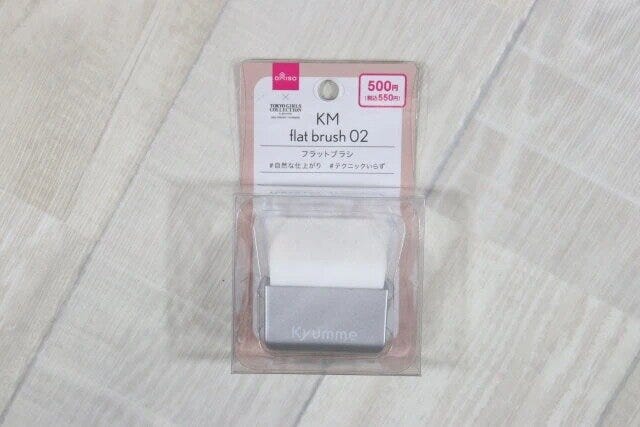 DAISO
500円
(税込550円)
×
TOKYO GIRLS
COLLECTION
KM
flat brush 02
フラットブラシ
#自然な仕上がり #テクニックいらず
Kyumme